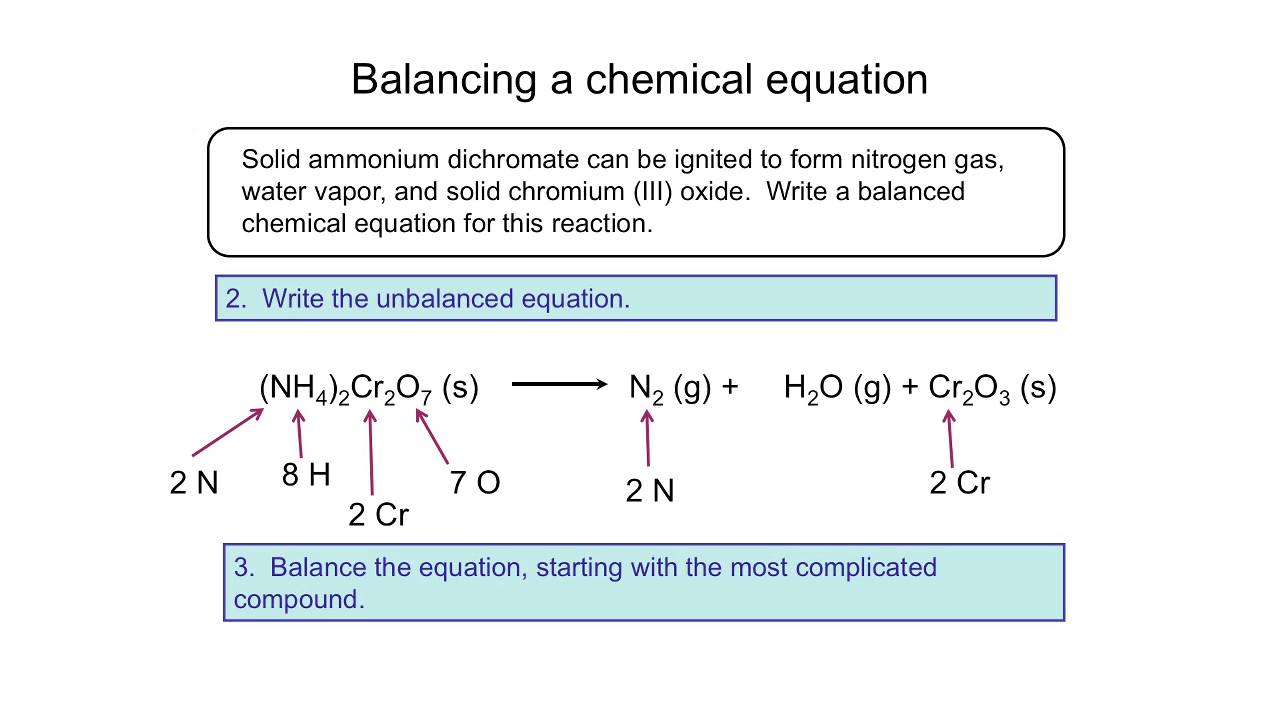 Balancing a chemical equation
Solid ammonium dichromate can be ignited to form nitrogen gas,
water vapor, and solid chromium (III) oxide.  Write a balanced
chemical equation for this reaction.
2.  Write the unbalanced equation.
(NH₄)₂Cr₂O₇ (s) ⟶ N₂ (g) + H₂O (g) + Cr₂O₃ (s)
2 N 8 H 2 Cr 7 O 2 N 2 Cr
3.  Balance the equation, starting with the most complicated
compound.